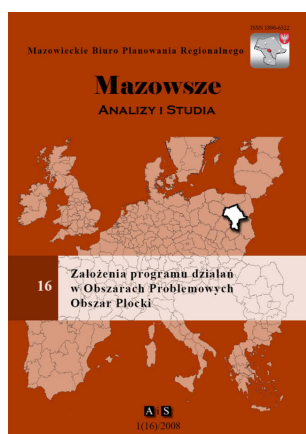 ISSN 1896-6322
Mazowieckie Biuro Planowania Regionalnego
Mazowsze
ANALIZY I STUDIA
16
Założenia programu działań
w Obszarach Problemowych
Obszar Płocki
A i S
1(16)/2008